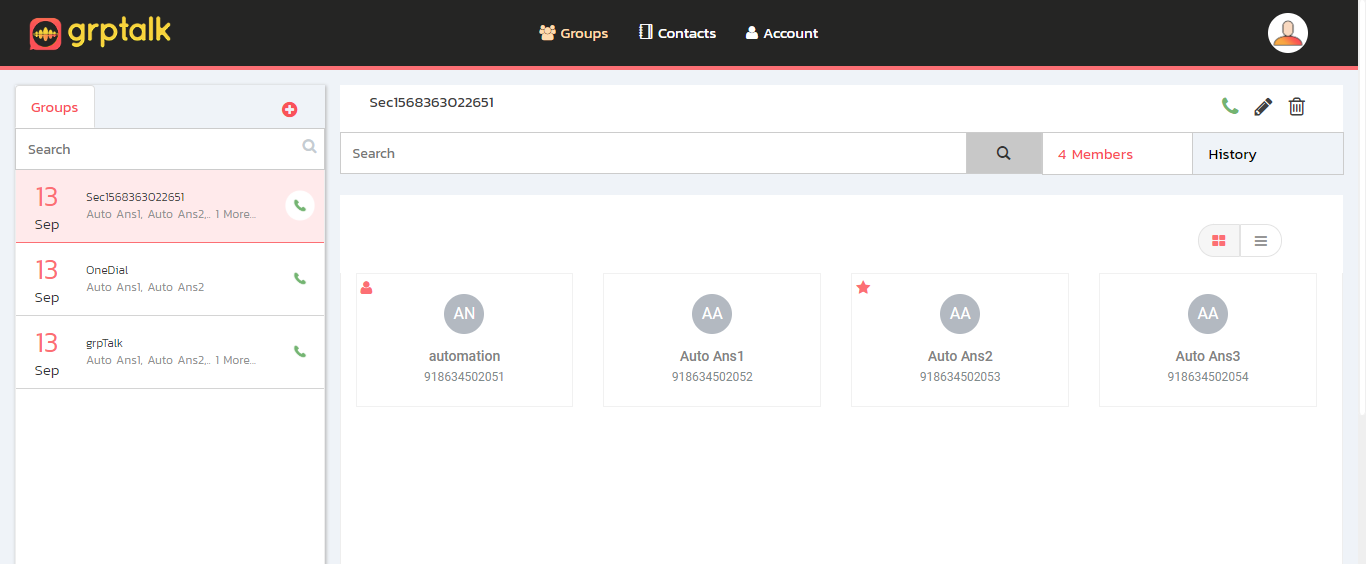 grptalk
Groups Contacts Account
Groups
Search
13
Sep
Sec1568363022651
Auto Ans1, Auto Ans2,.. 1 More...
13
Sep
OneDial
Auto Ans1, Auto Ans2
13
Sep
grpTalk
Auto Ans1, Auto Ans2,.. 1 More...
Sec1568363022651
Search
4 Members
History
AN
automation
918634502051
AA
Auto Ans1
918634502052
AA
Auto Ans2
918634502053
AA
Auto Ans3
918634502054